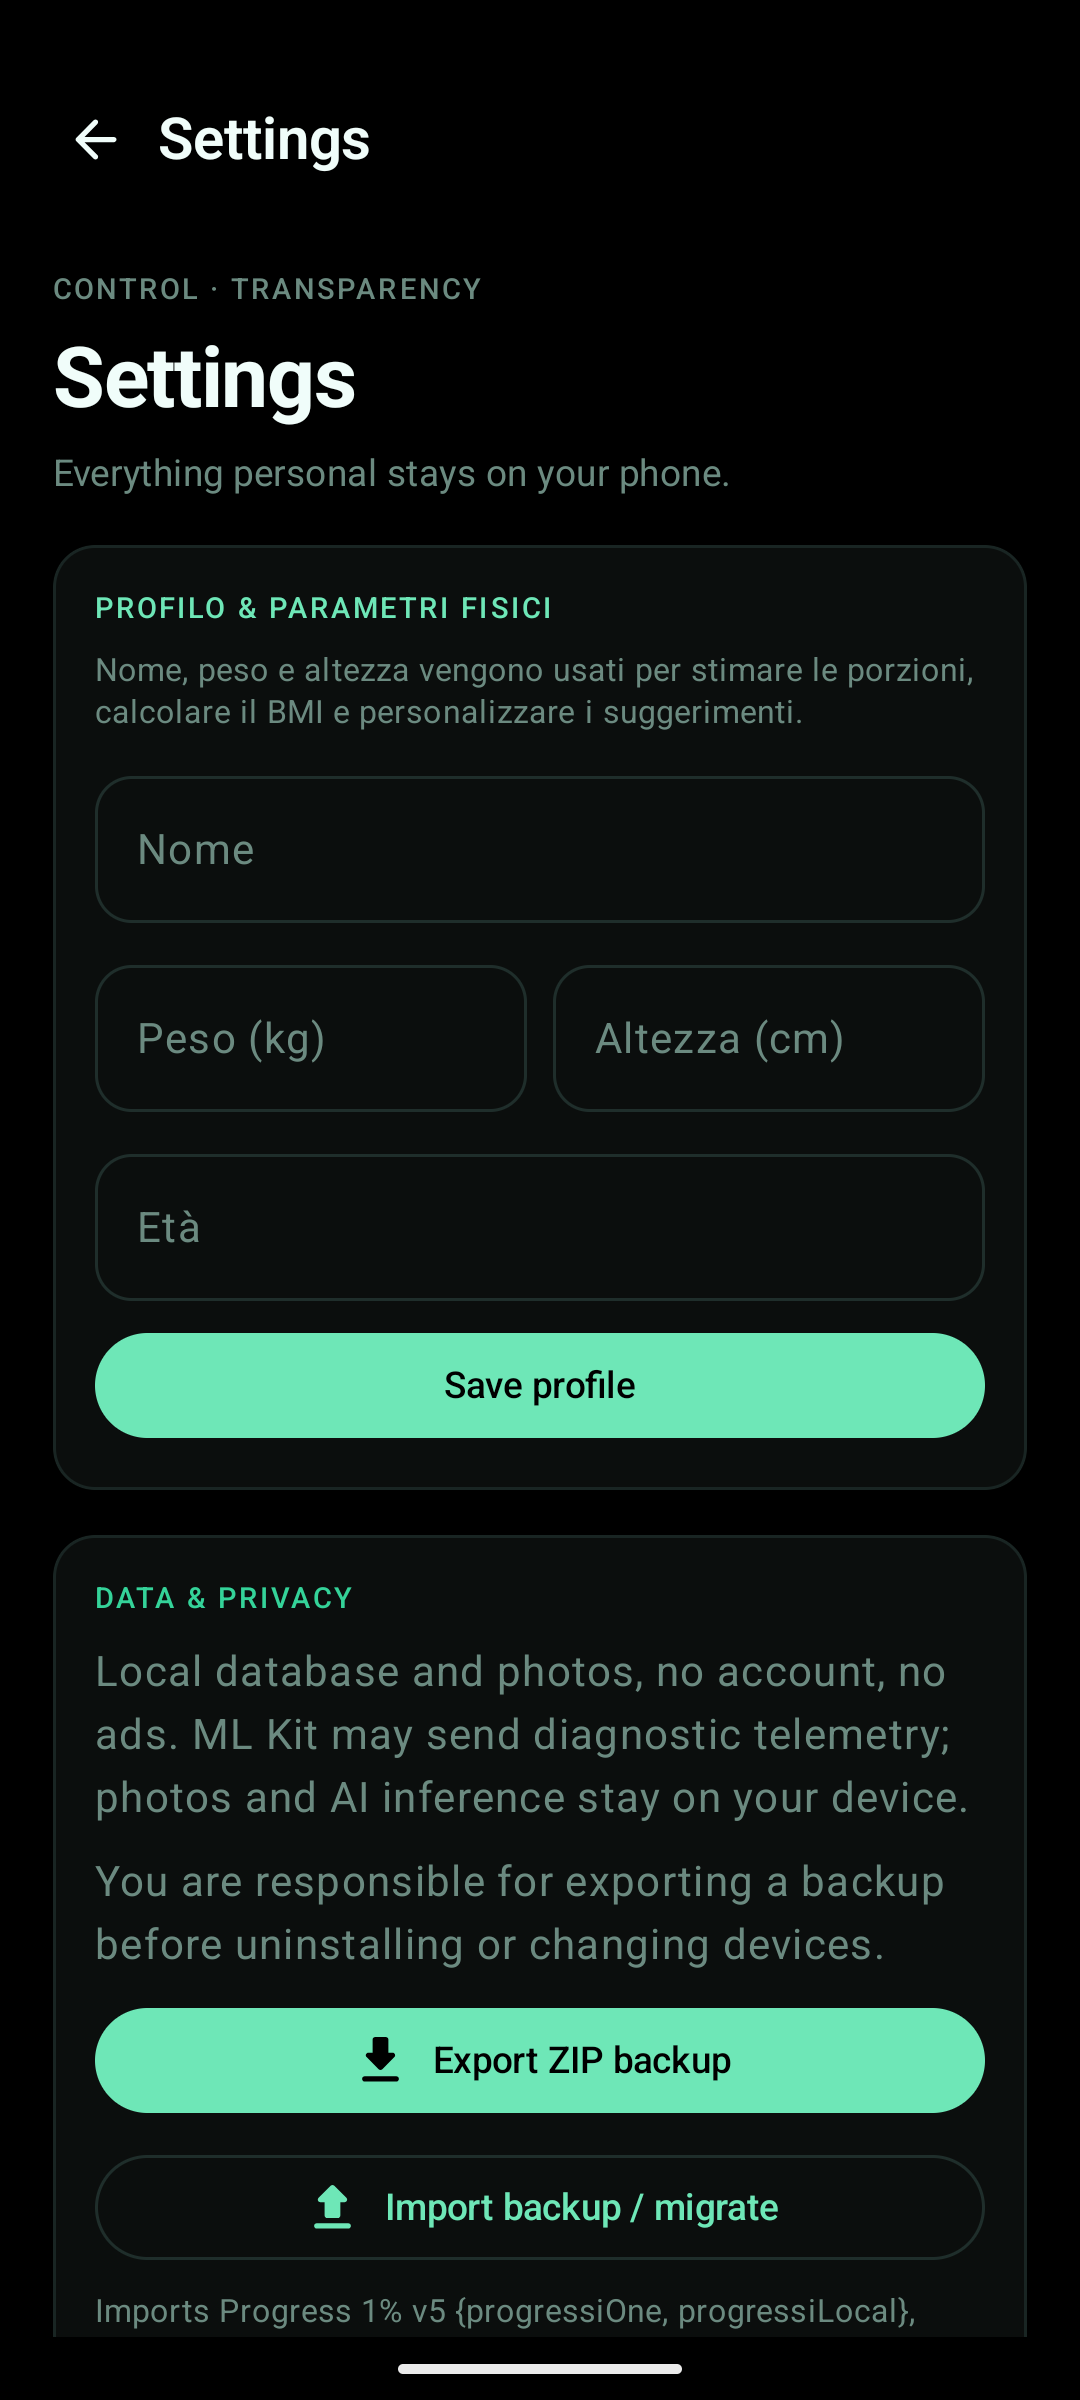 Settings
CONTROL · TRANSPARENCY
Settings
Everything personal stays on your phone.
PROFILO & PARAMETRI FISICI
Nome, peso e altezza vengono usati per stimare le porzioni,
calcolare il BMI e personalizzare i suggerimenti.
Nome
Peso (kg)
Altezza (cm)
Età
Save profile
DATA & PRIVACY
Local database and photos, no account, no
ads. ML Kit may send diagnostic telemetry;
photos and AI inference stay on your device.
You are responsible for exporting a backup
before uninstalling or changing devices.
Export ZIP backup
Import backup / migrate
Imports Progress 1% v5 {progressiOne, progressiLocal},